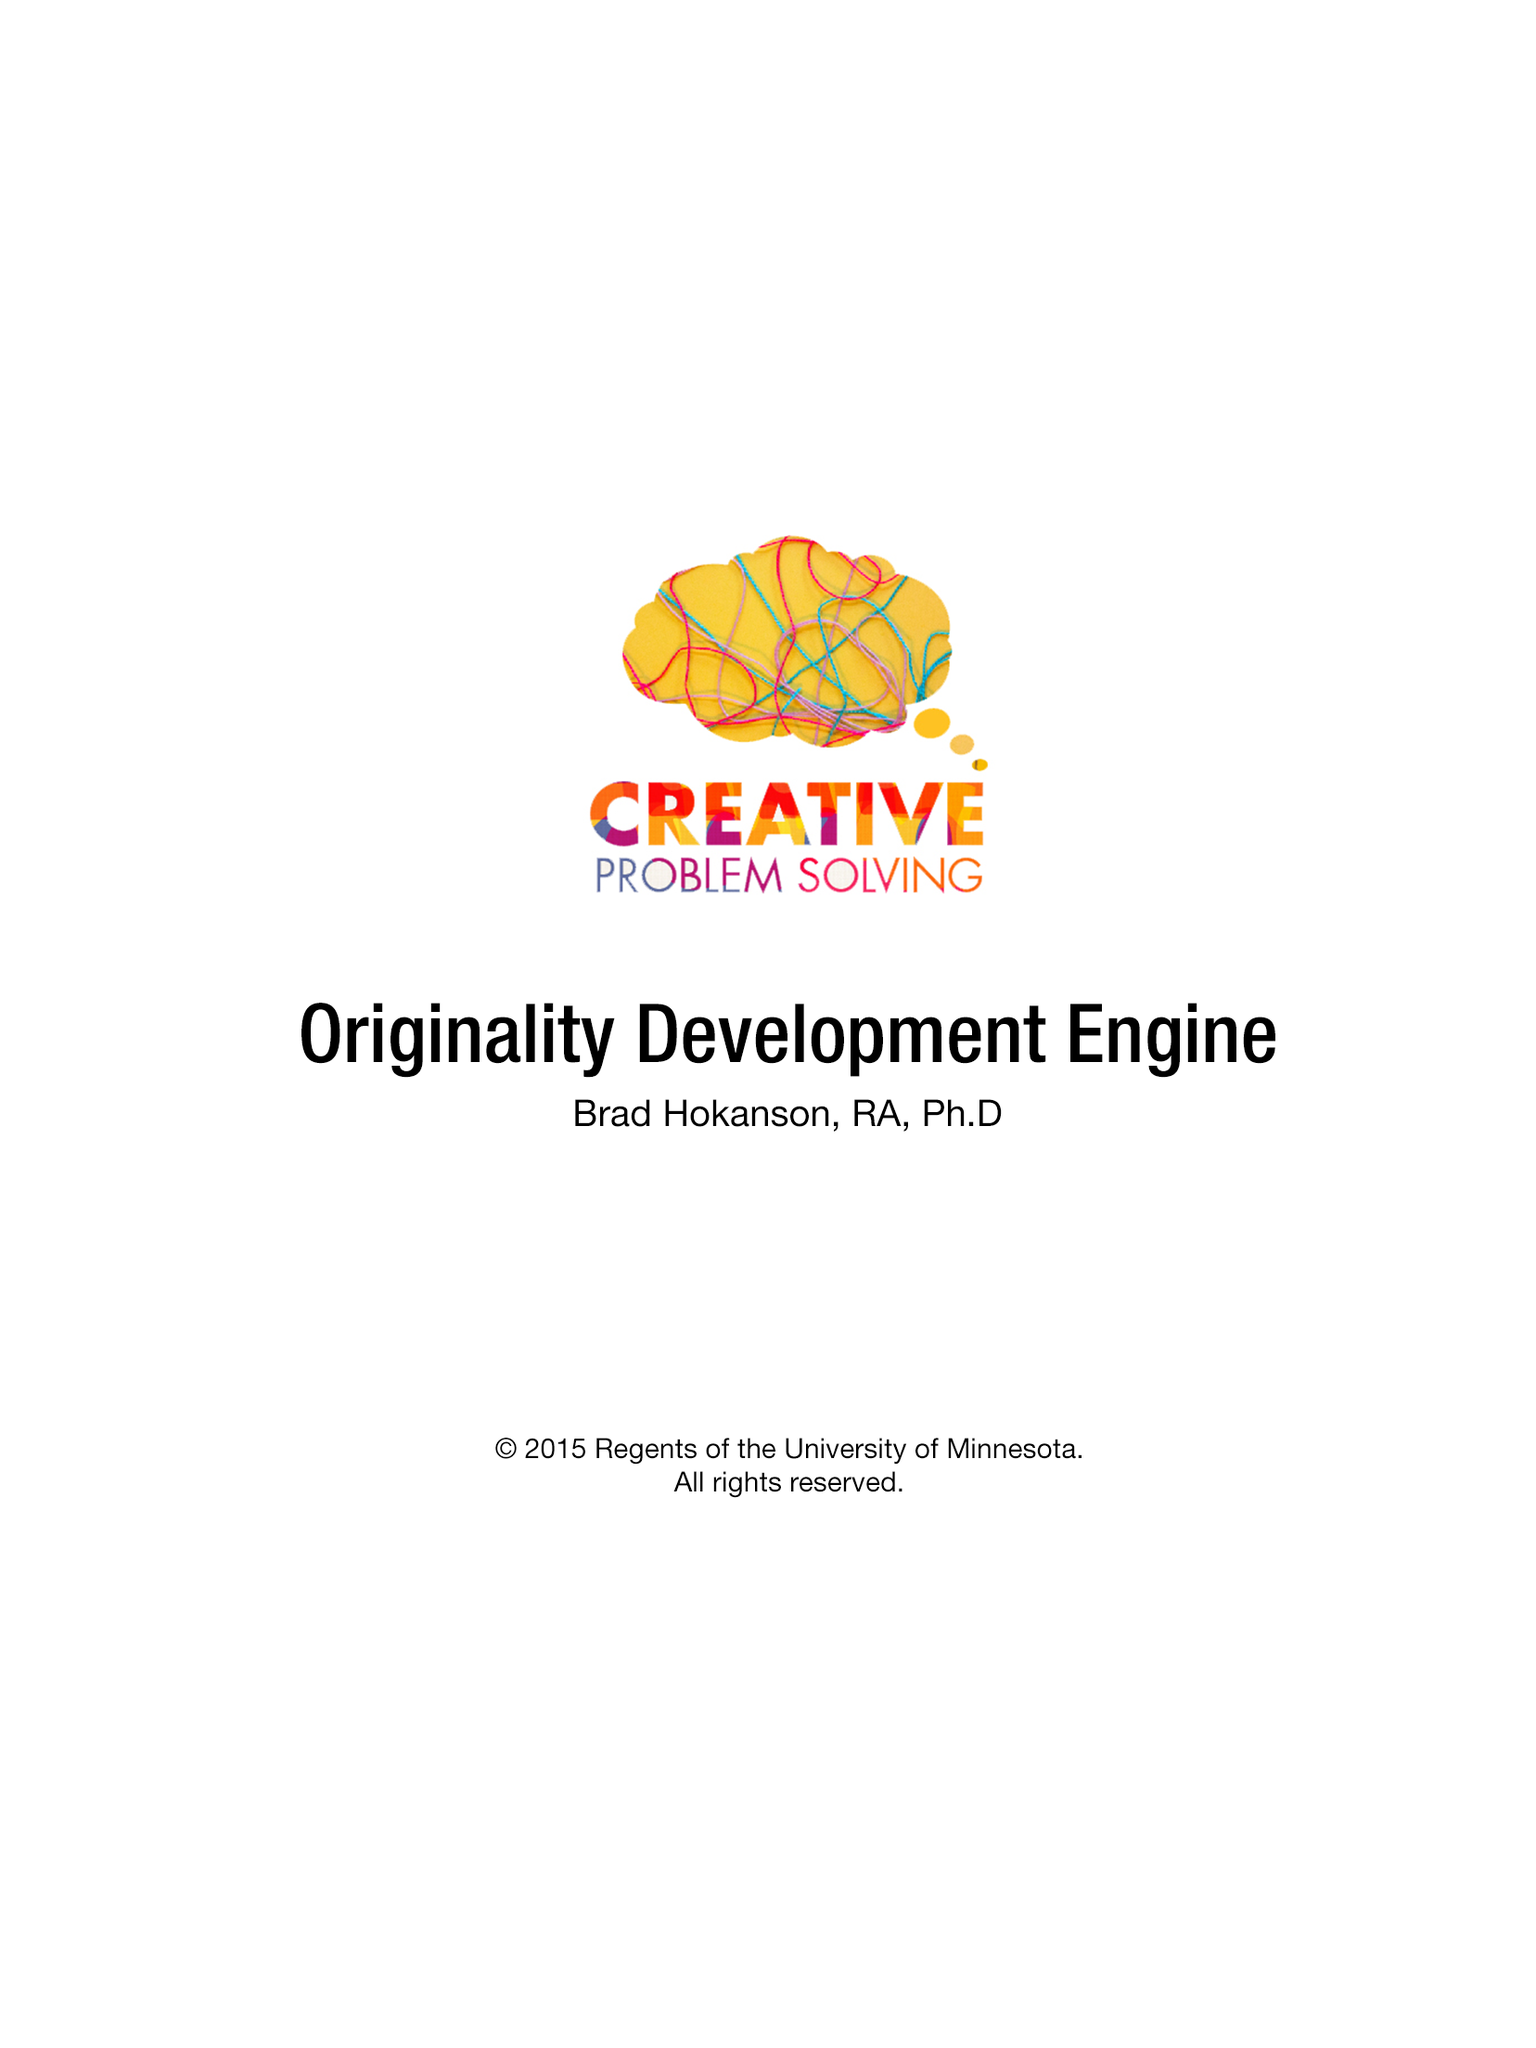 CREATIVE
PROBLEM SOLVING
Originality Development Engine
Brad Hokanson, RA, Ph.D
© 2015 Regents of the University of Minnesota.
All rights reserved.